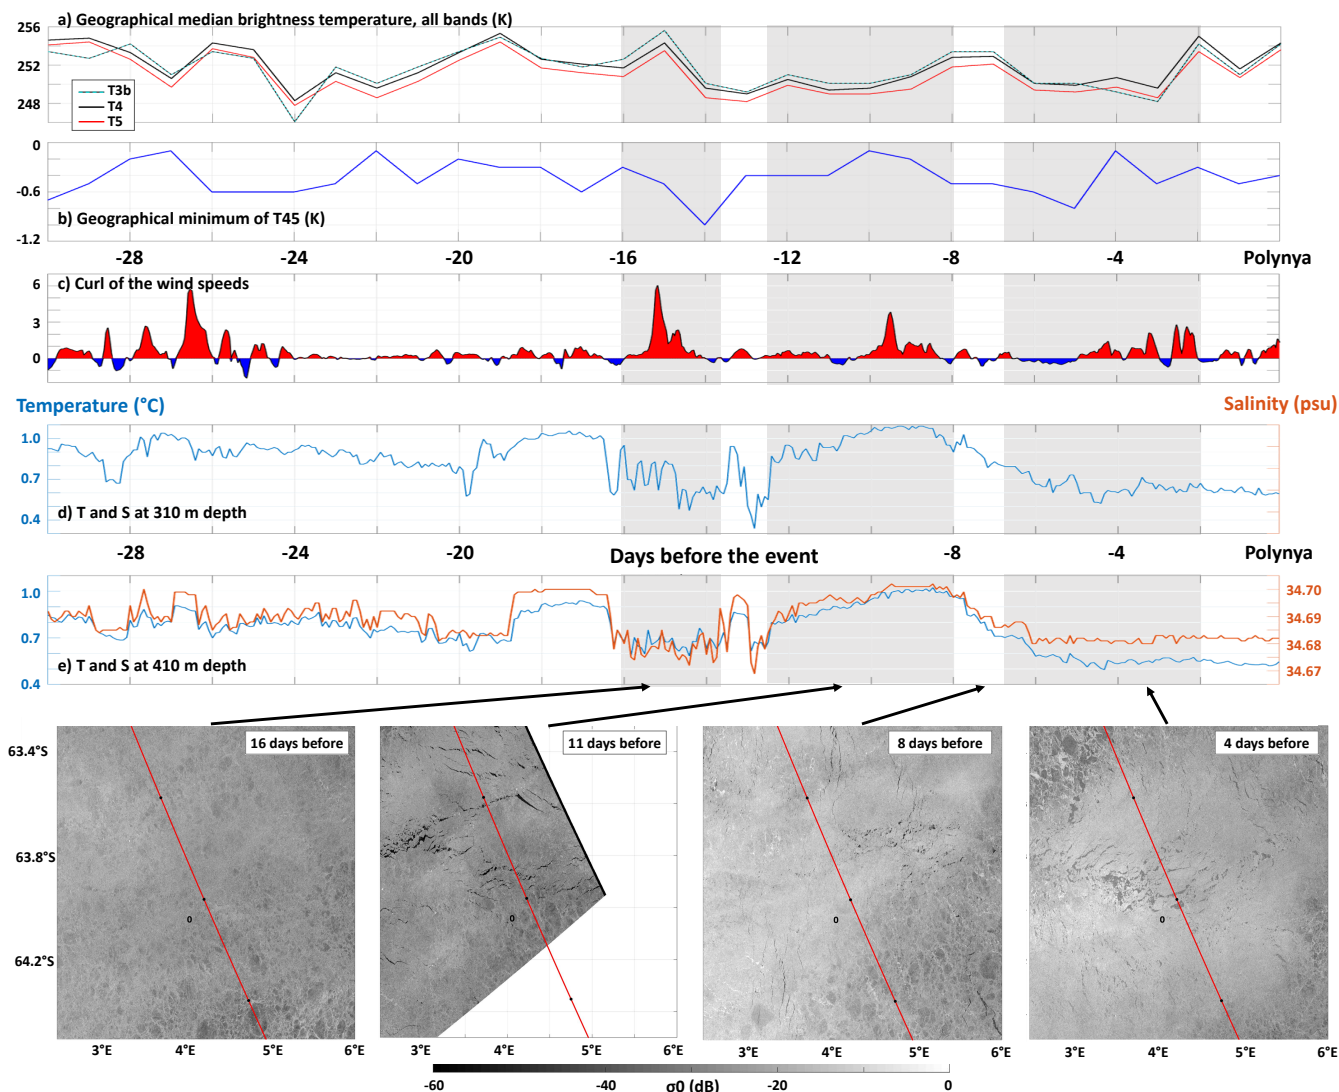 a) Geographical median brightness temperature, all bands (K)
256
252
248
T3b
T4
T5
0
-0.6
-1.2
b) Geographical minimum of T45 (K)
-28 -24 -20 -16 -12 -8 -4 Polynya
c) Curl of the wind speeds
6
3
0
Temperature (°C) Salinity (psu)
1.0
0.7
0.4
d) T and S at 310 m depth
-28 -24 -20 Days before the event -8 -4 Polynya
1.0 34.70
34.69
0.7 34.68
e) T and S at 410 m depth
34.67
0.4
16 days before 11 days before 8 days before 4 days before
63.4°S
63.8°S
0 0 0 0
64.2°S
3°E 4°E 5°E 6°E 3°E 4°E 5°E 6°E 3°E 4°E 5°E 6°E 3°E 4°E 5°E 6°E
-60 -40 σ0 (dB) -20 0